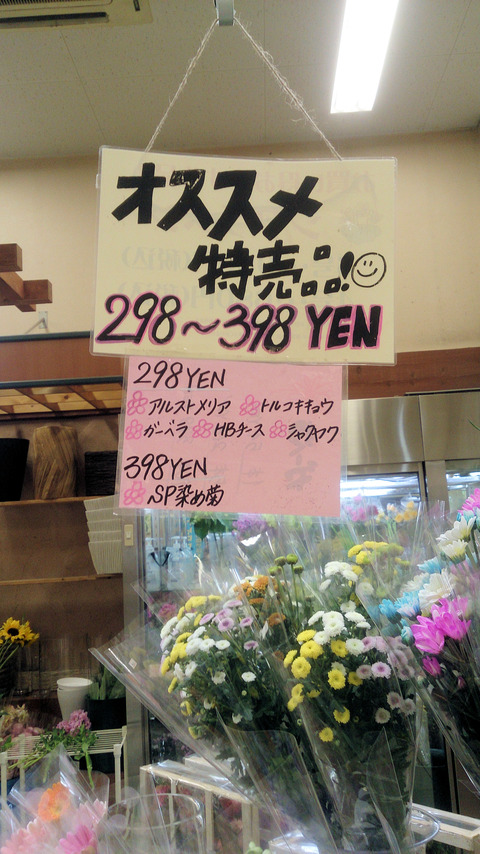 オススメ
特売品!
298〜398 YEN
298YEN
アルストメリア トルコキキョウ
ガーベラ HBチース シャクヤク
398YEN
SP染め菊